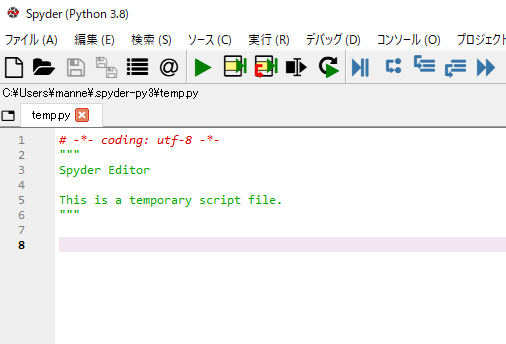 Spyder (Python 3.8)
ファイル (A) 編集 (E) 検索 (S) ソース (C) 実行 (R) デバッグ (D) コンソール (O) プロジェクト
@
C:¥Users¥manne¥.spyder-py3¥temp.py
temp.py
1 # -*- coding: utf-8 -*-
2 """
3 Spyder Editor
4
5 This is a temporary script file.
6 """
7
8